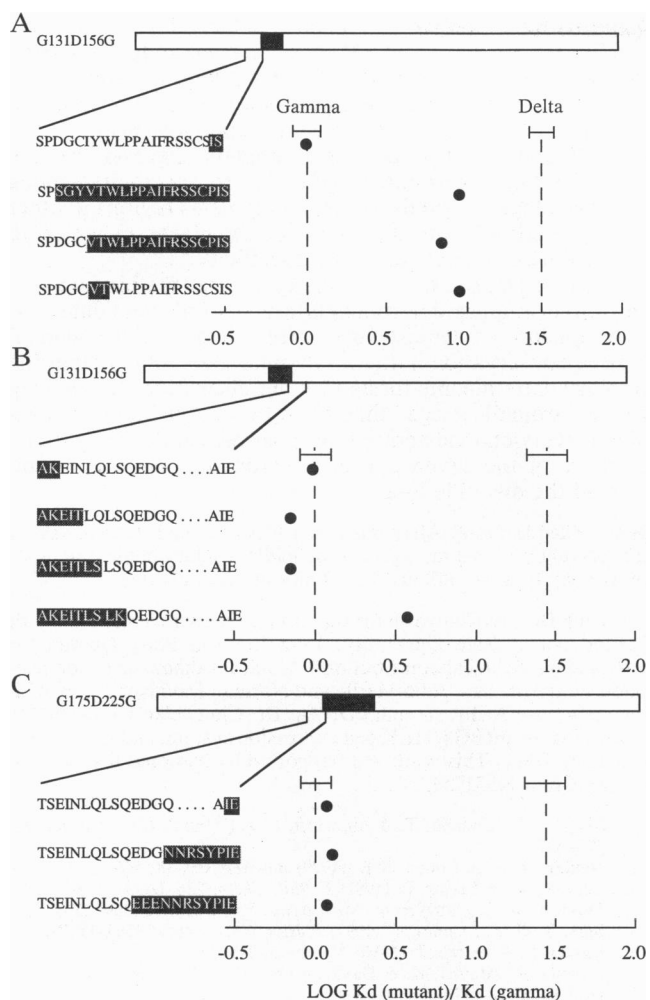 A
G131D156G
Gamma Delta
SPDGCIYWLPPAIFRSSCSIS
SPSGYVTWLPPAIFRSSCPIS
SPDGCVTWLPPAIFRSSCPIS
SPDGCVTWLPPAIFRSSCSIS
-0.5 0.0 0.5 1.0 1.5 2.0
B
G131D156G
AKEINLQLSQEDGQ .... AIE
AKEITLQLSQEDGQ .... AIE
AKEITLSLSQEDGQ .... AIE
AKEITLSLKQEDGQ .... AIE
-0.5 0.0 0.5 1.0 1.5 2.0
C
G175D225G
TSEINLQLSQEDGQ .... AIE
TSEINLQLSQEDGNNRSYPIE
TSEINLQLSQEEENNRSYPIE
-0.5 0.0 0.5 1.0 1.5 2.0
LOG Kd (mutant)/ Kd (gamma)